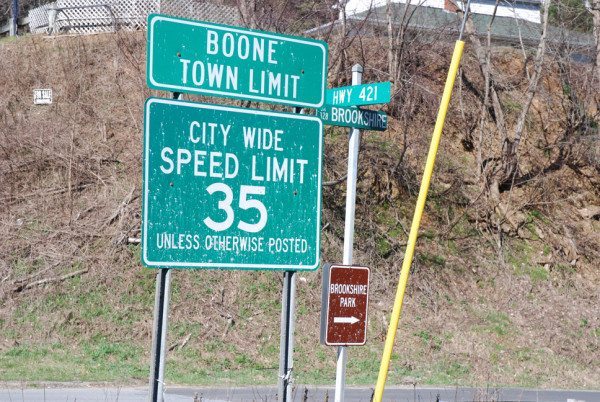 BOONE
TOWN LIMIT
CITY WIDE
SPEED LIMIT
35
UNLESS OTHERWISE POSTED
HWY 421
BROOKSHIRE
BROOKSHIRE
PARK